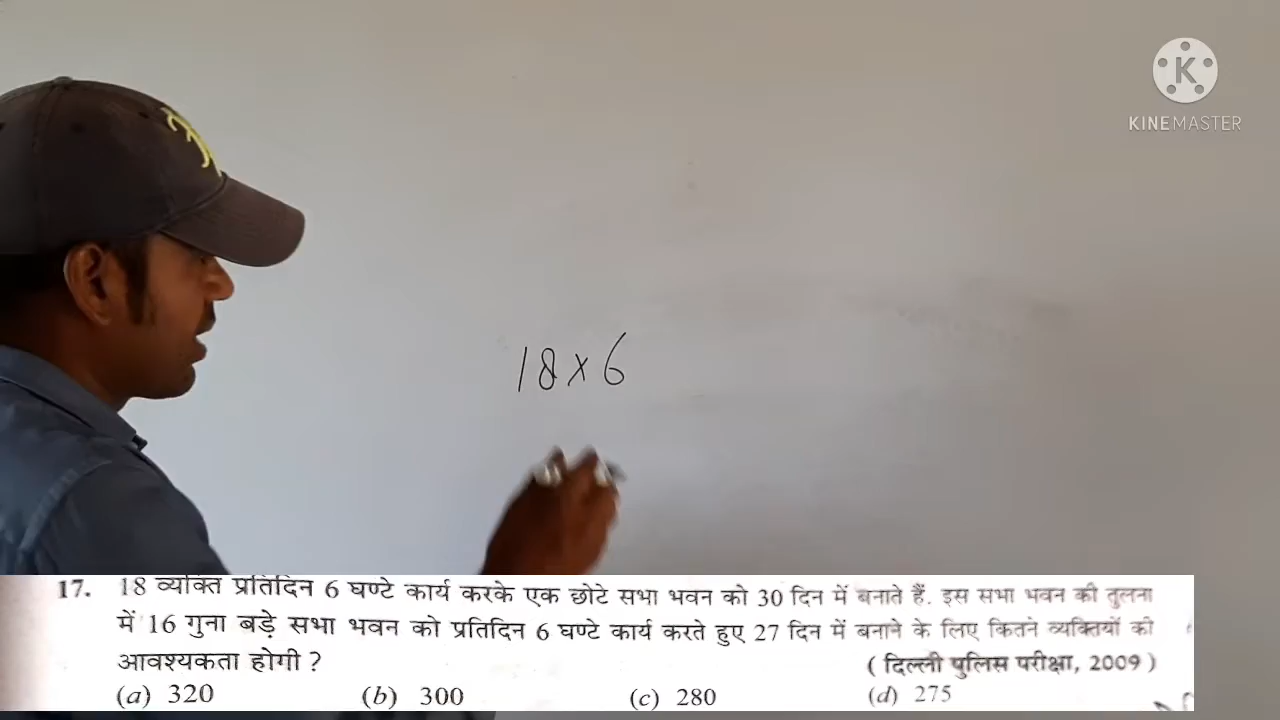 KINEMASTER
18 x 6
17. 18 व्यक्ति प्रतिदिन 6 घण्टे कार्य करके एक छोटे सभा भवन को 30 दिन में बनाते हैं. इस सभा भवन की तुलना
में 16 गुना बड़े सभा भवन को प्रतिदिन 6 घण्टे कार्य करते हुए 27 दिन में बनाने के लिए कितने व्यक्तियों की
आवश्यकता होगी ? ( दिल्ली पुलिस परीक्षा, 2009 )
(a) 320 (b) 300 (c) 280 (d) 275